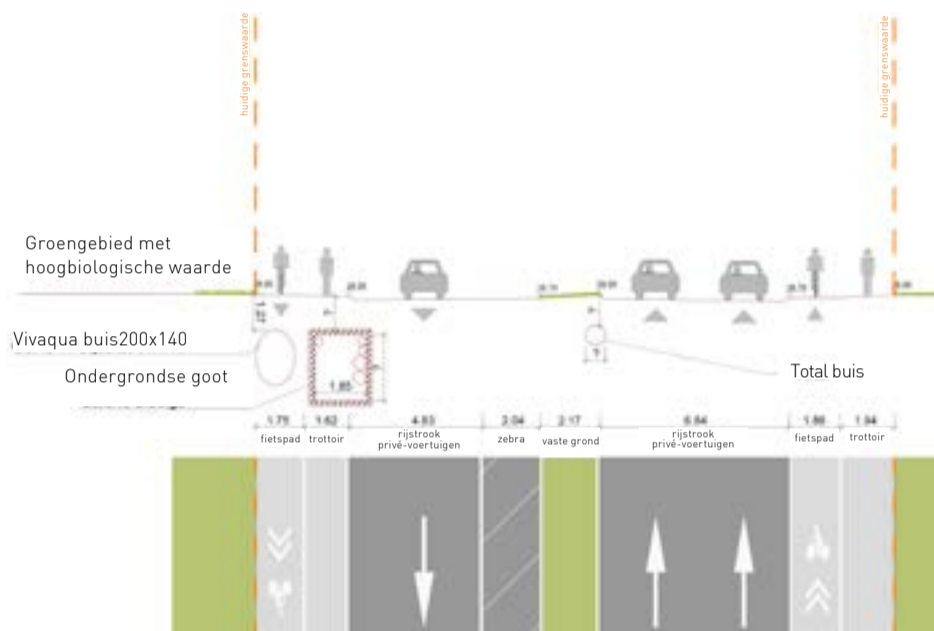 huidige grenswaarde
huidige grenswaarde
Groengebied met
hoogbiologische waarde
Vivaqua buis200x140
Ondergrondse goot
1.85
?
Total buis
1.75 1.62 4.83 2.04 2.17 6.84 1.86 1.94
fietspad trottoir rijstrook privé-voertuigen zebra vaste grond rijstrook privé-voertuigen fietspad trottoir